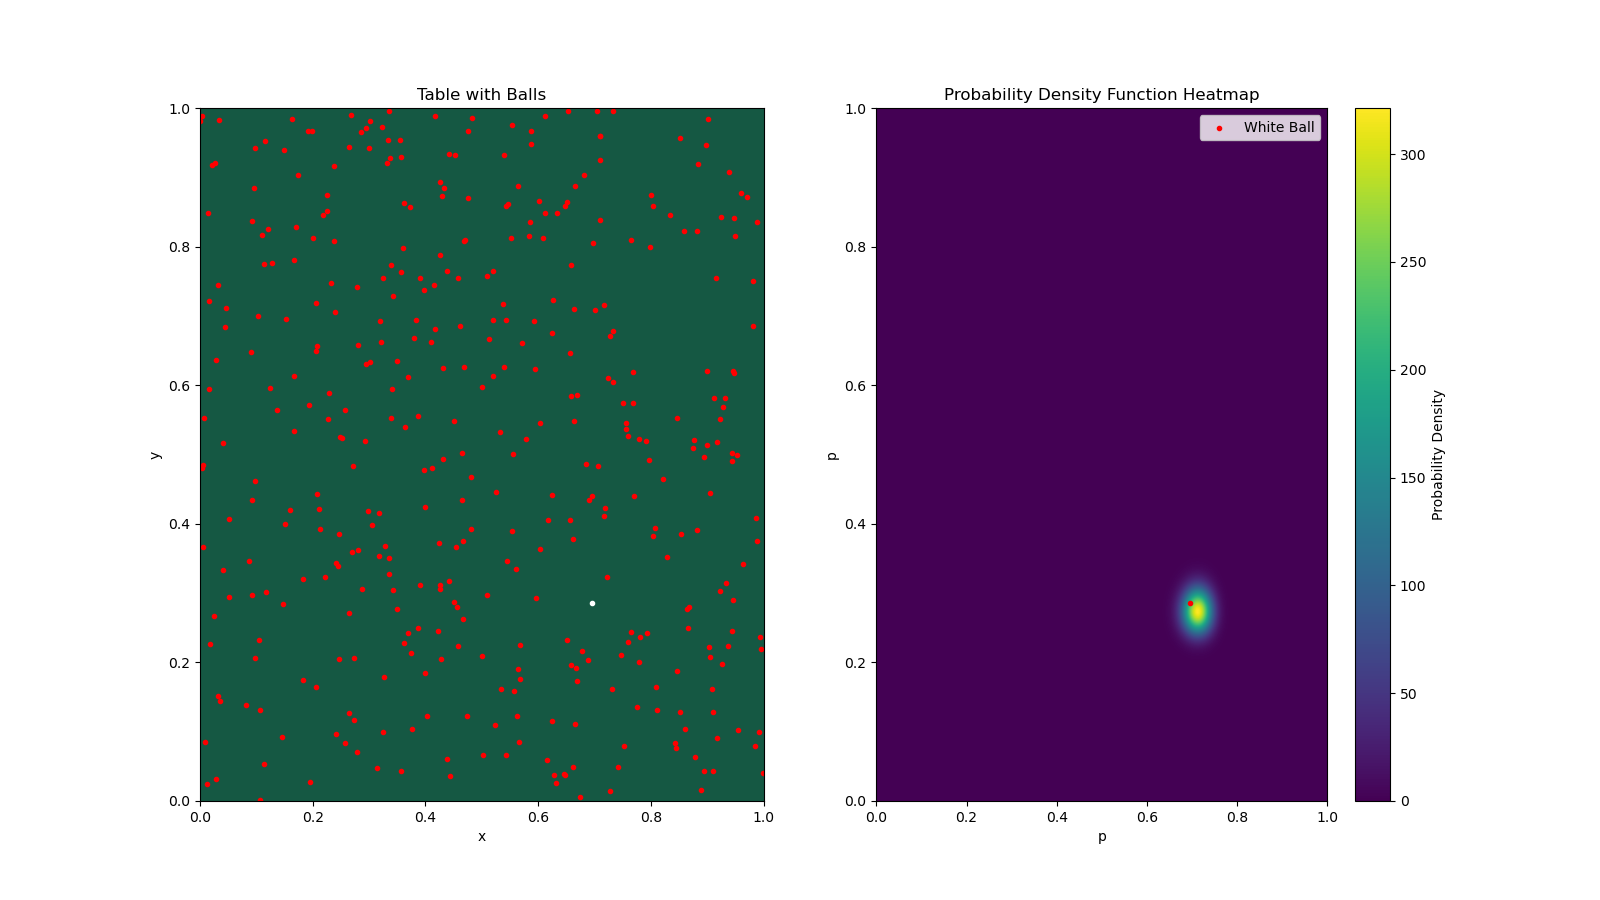 Table with Balls
1.0
0.8
0.6
0.4
0.2
0.0
y
0.0 0.2 0.4 0.6 0.8 1.0
x
Probability Density Function Heatmap
White Ball
1.0
0.8
0.6
0.4
0.2
0.0
p
0.0 0.2 0.4 0.6 0.8 1.0
p
300
250
200
150
100
50
0
Probability Density